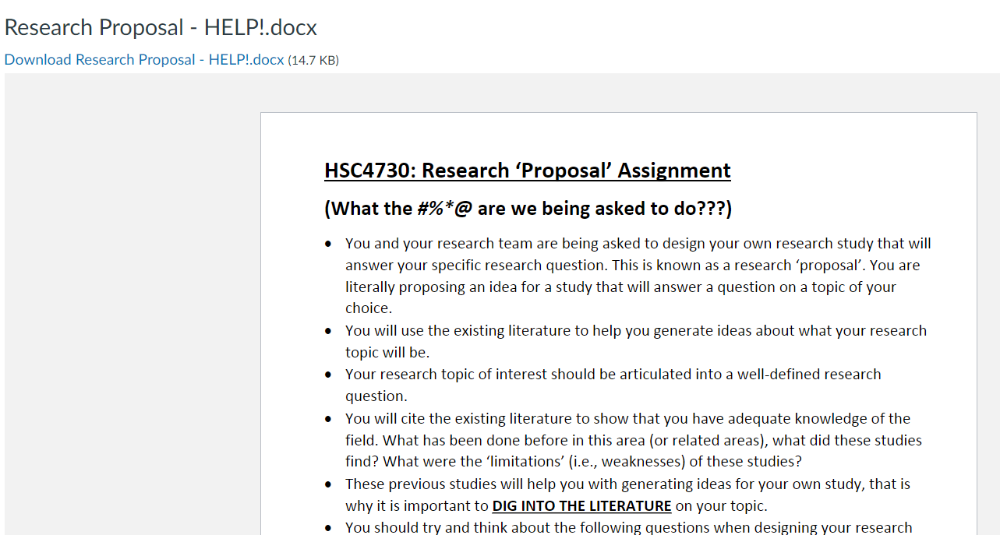 Research Proposal - HELP!.docx
Download Research Proposal - HELP!.docx (14.7 KB)
HSC4730: Research ‘Proposal’ Assignment
(What the #%*@ are we being asked to do???)
• You and your research team are being asked to design your own research study that will
answer your specific research question. This is known as a research ‘proposal’. You are
literally proposing an idea for a study that will answer a question on a topic of your
choice.
• You will use the existing literature to help you generate ideas about what your research
topic will be.
• Your research topic of interest should be articulated into a well-defined research
question.
• You will cite the existing literature to show that you have adequate knowledge of the
field. What has been done before in this area (or related areas), what did these studies
find? What were the ‘limitations’ (i.e., weaknesses) of these studies?
• These previous studies will help you with generating ideas for your own study, that is
why it is important to DIG INTO THE LITERATURE on your topic.
• You should try and think about the following questions when designing your research